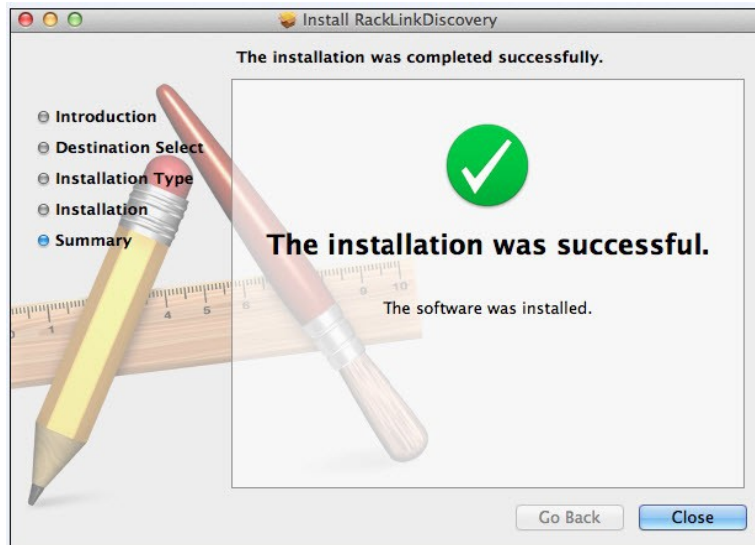 Install RackLinkDiscovery
The installation was completed successfully.
Introduction
Destination Select
Installation Type
Installation
Summary
The installation was successful.
The software was installed.
Go Back
Close